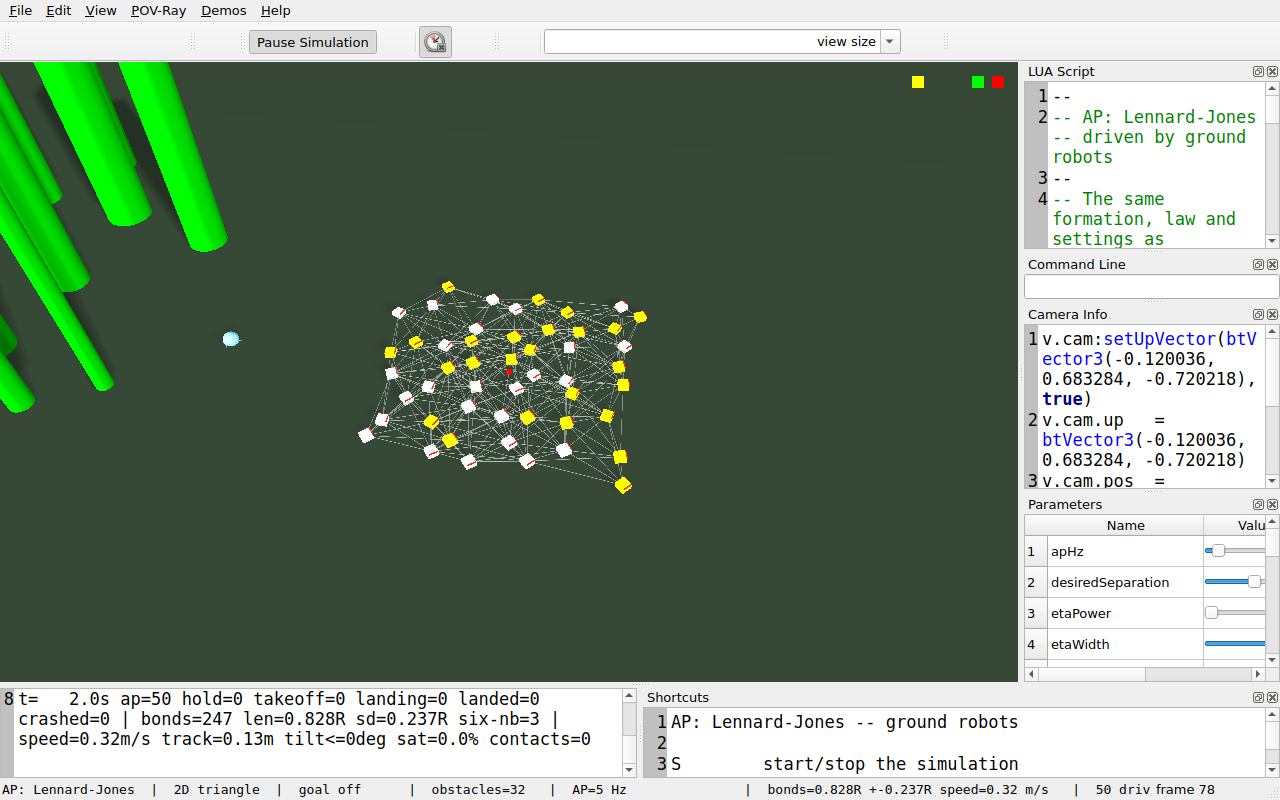 File Edit View POV-Ray Demos Help
Pause Simulation
view size
LUA Script
1 --
2 -- AP: Lennard-Jones
-- driven by ground
robots
3 --
4 -- The same
formation, law and
settings as
Command Line
Camera Info
1 v.cam:setUpVector(btV
ector3(-0.120036,
0.683284, -0.720218),
true)
2 v.cam.up   =
btVector3(-0.120036,
0.683284, -0.720218)
3 v.cam.pos  =
Parameters
Name Valu
1 apHz
2 desiredSeparation
3 etaPower
4 etaWidth
8 t=   2.0s ap=50 hold=0 takeoff=0 landing=0 landed=0
crashed=0 | bonds=247 len=0.828R sd=0.237R six-nb=3 |
speed=0.32m/s track=0.13m tilt<=0deg sat=0.0% contacts=0
Shortcuts
1 AP: Lennard-Jones -- ground robots
2
3 S        start/stop the simulation
AP: Lennard-Jones | 2D triangle | goal off | obstacles=32 | AP=5 Hz | bonds=0.828R +-0.237R speed=0.32 m/s | 50 driv frame 78